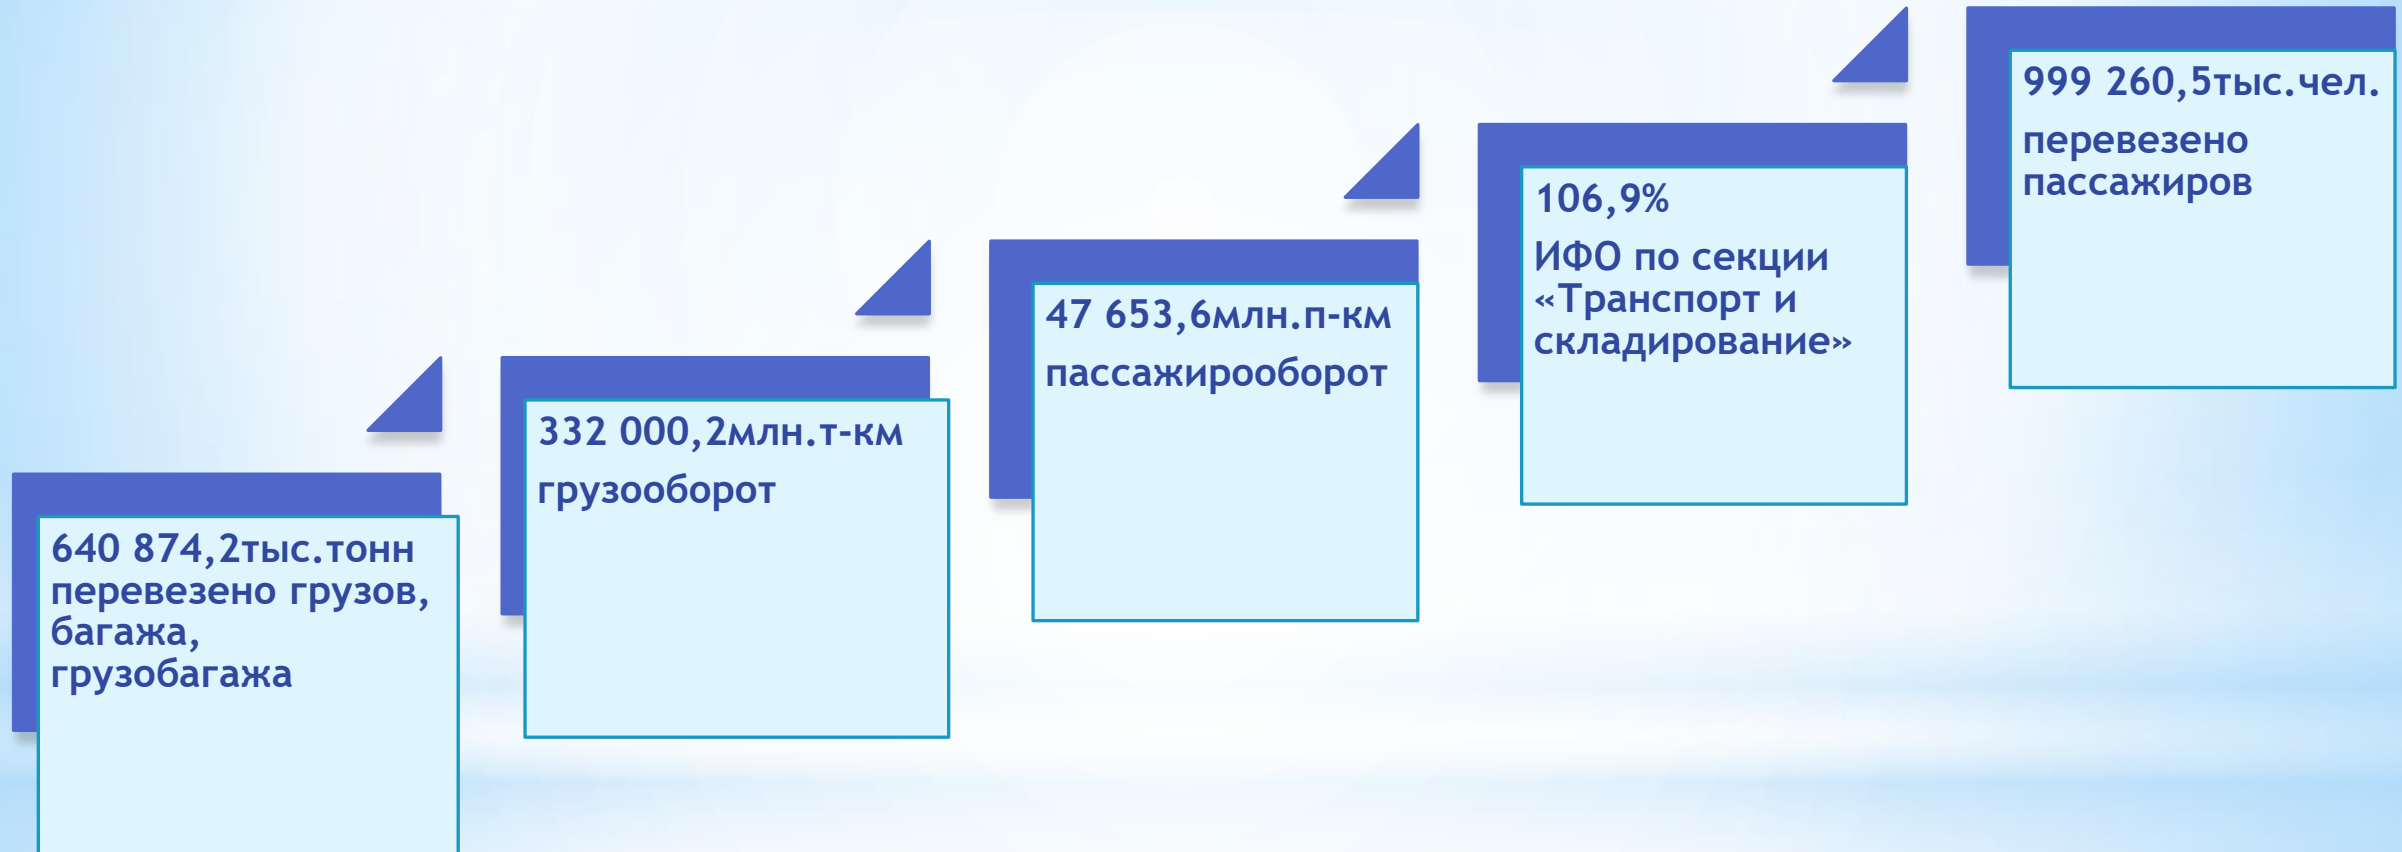 640 874,2тыс.тонн
перевезено грузов,
багажа,
грузобагажа
332 000,2млн.т-км
грузооборот
47 653,6млн.п-км
пассажирооборот
106,9%
ИФО по секции
«Транспорт и
складирование»
999 260,5тыс.чел.
перевезено
пассажиров